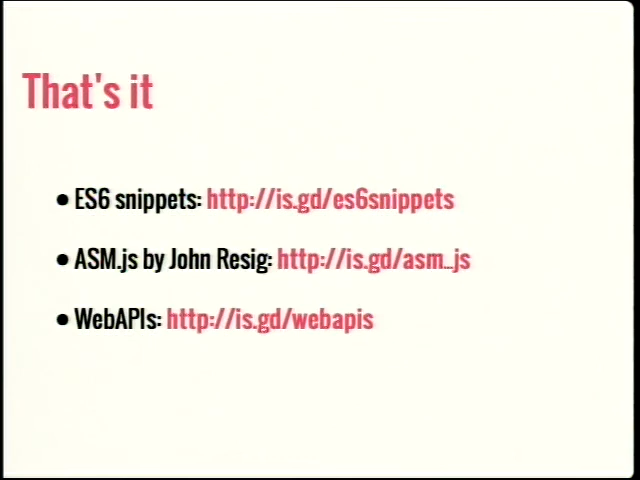 That's it
• ES6 snippets: http://is.gd/es6snippets
• ASM.js by John Resig: http://is.gd/asm_js
• WebAPIs: http://is.gd/webapis